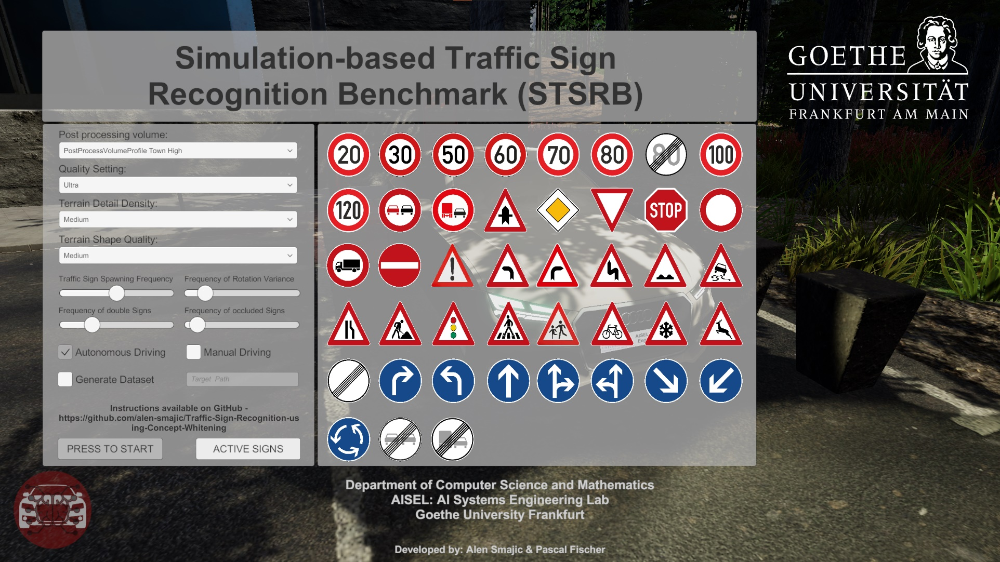 Simulation-based Traffic Sign
Recognition Benchmark (STSRB)
GOETHE
UNIVERSITÄT
FRANKFURT AM MAIN
Post processing volume:
PostProcessVolumeProfile Town High
Quality Setting:
Ultra
Terrain Detail Density:
Medium
Terrain Shape Quality:
Medium
Traffic Sign Spawning Frequency
Frequency of Rotation Variance
Frequency of double Signs
Frequency of occluded Signs
Autonomous Driving
Manual Driving
Generate Dataset
Target Path
Instructions available on GitHub -
https://github.com/alen-smajic/Traffic-Sign-Recognition-us
ing-Concept-Whitening
PRESS TO START
ACTIVE SIGNS
20 30 50 60 70 80 80 100
120
STOP
AISEL
Department of Computer Science and Mathematics
AISEL: AI Systems Engineering Lab
Goethe University Frankfurt
Developed by: Alen Smajic & Pascal Fischer